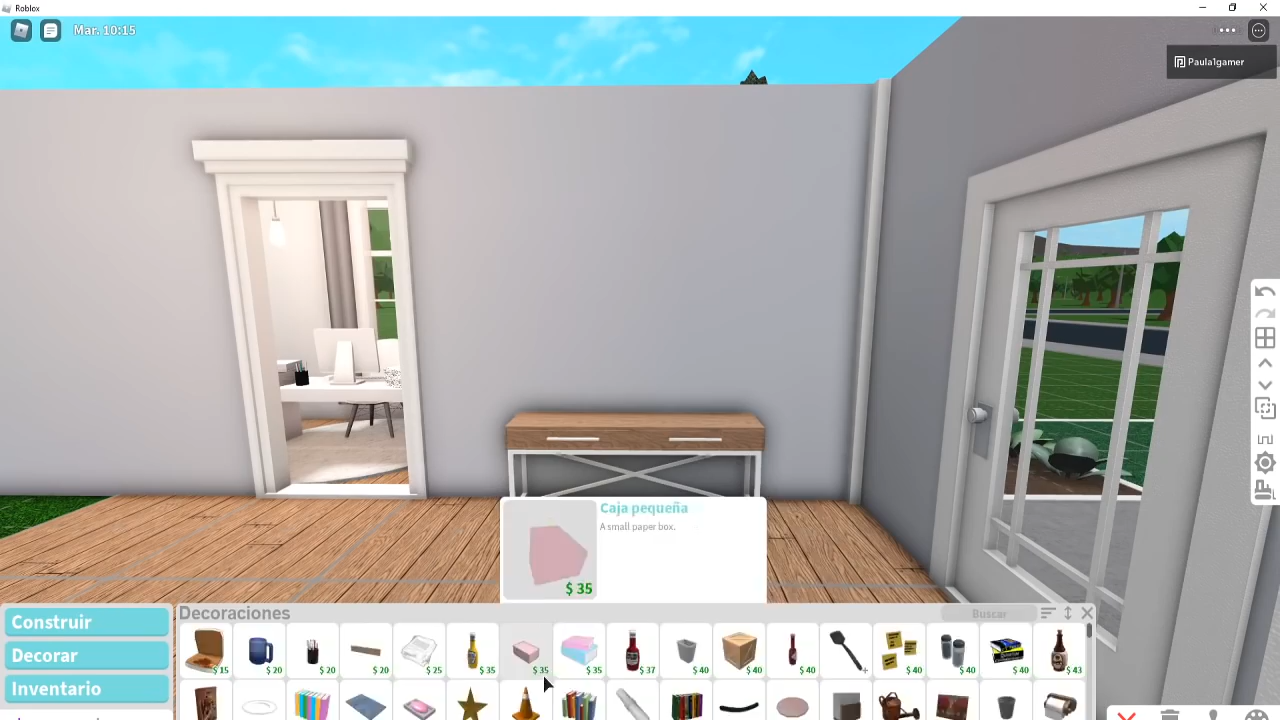 Roblox
Mar. 10:15
Paula1gamer
Caja pequeña
A small paper box.
$ 35
Construir
Decorar
Inventario
Decoraciones
Buscar
$ 15
$ 20
$ 20
$ 20
$ 25
$ 35
$ 35
$ 35
$ 37
$ 40
$ 40
$ 40
$ 40
$ 40
$ 40
$ 43